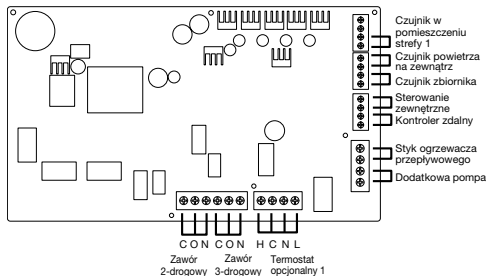 Czujnik w
pomieszczeniu
strefy 1
Czujnik powietrza
na zewnątrz
Czujnik zbiornika
Sterowanie
zewnętrzne
Kontroler zdalny
Styk ogrzewacza
przepływowego
Dodatkowa pompa
C O N C O N H C N L
Zawór Zawór Termostat
2-drogowy 3-drogowy opcjonalny 1